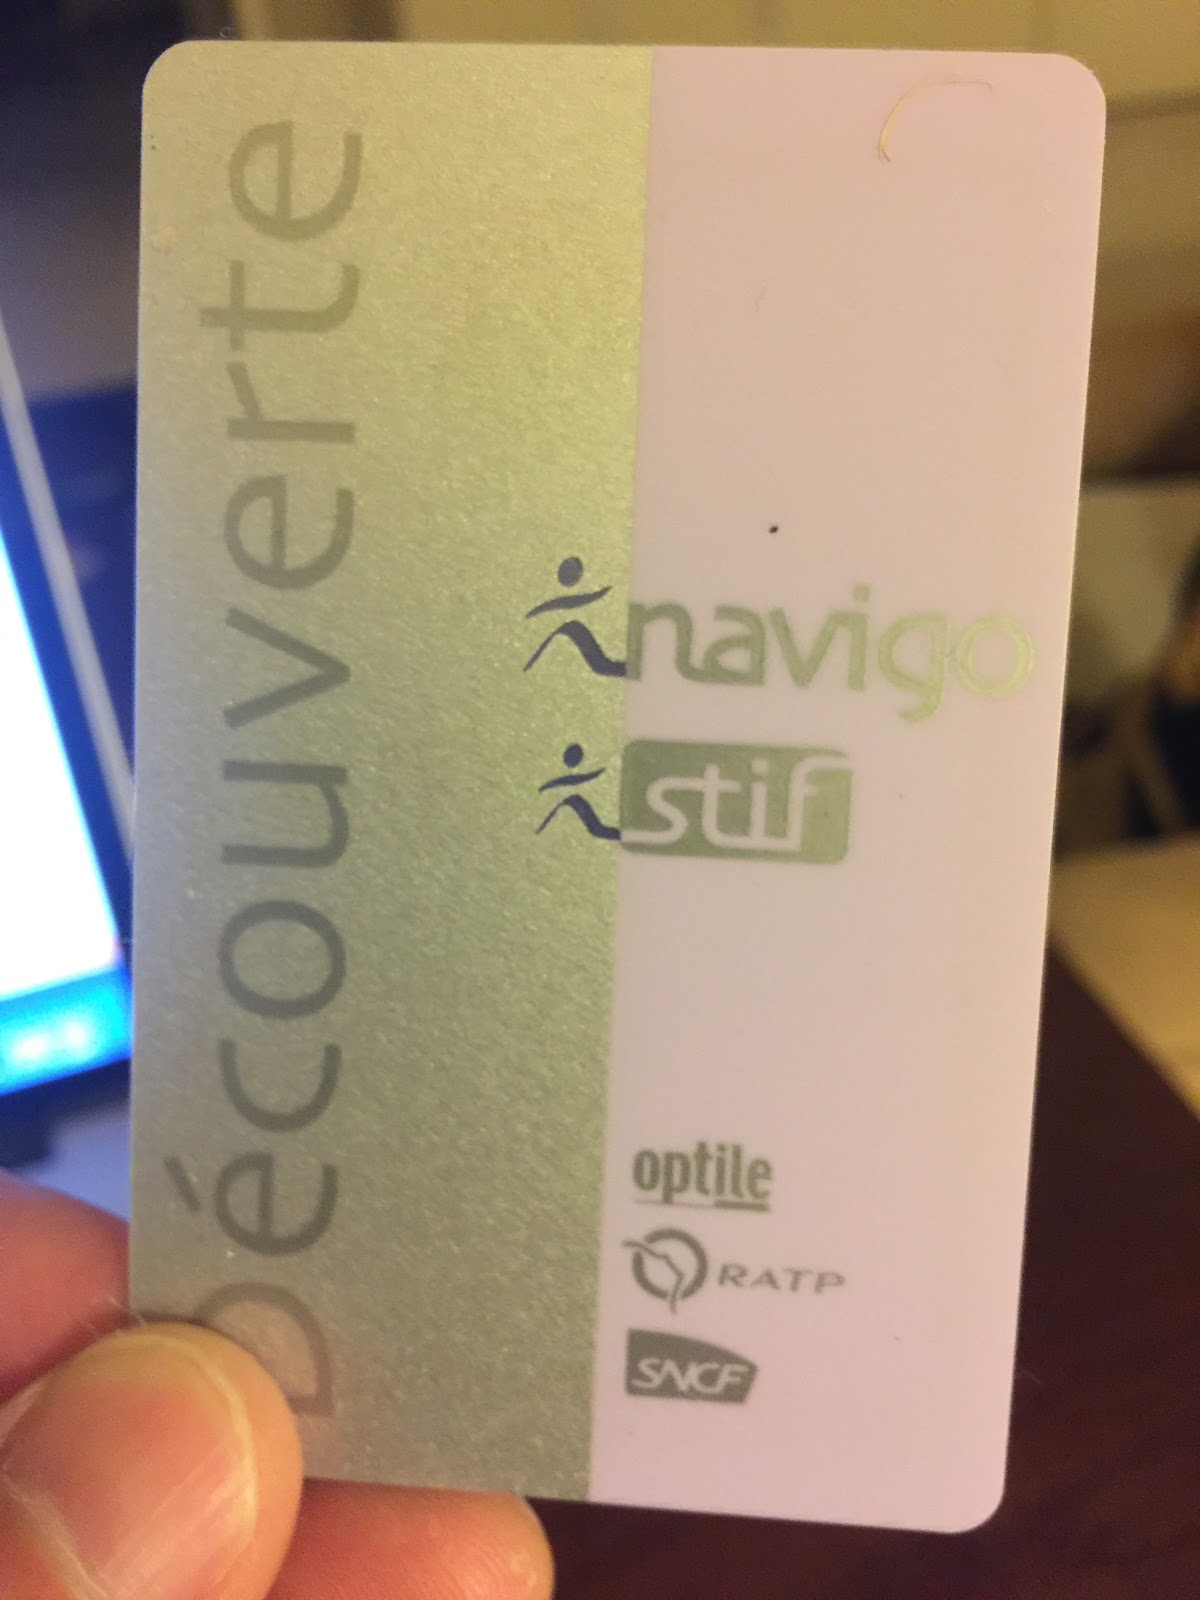 Découverte
navigo
stif
optile
RATP
SNCF